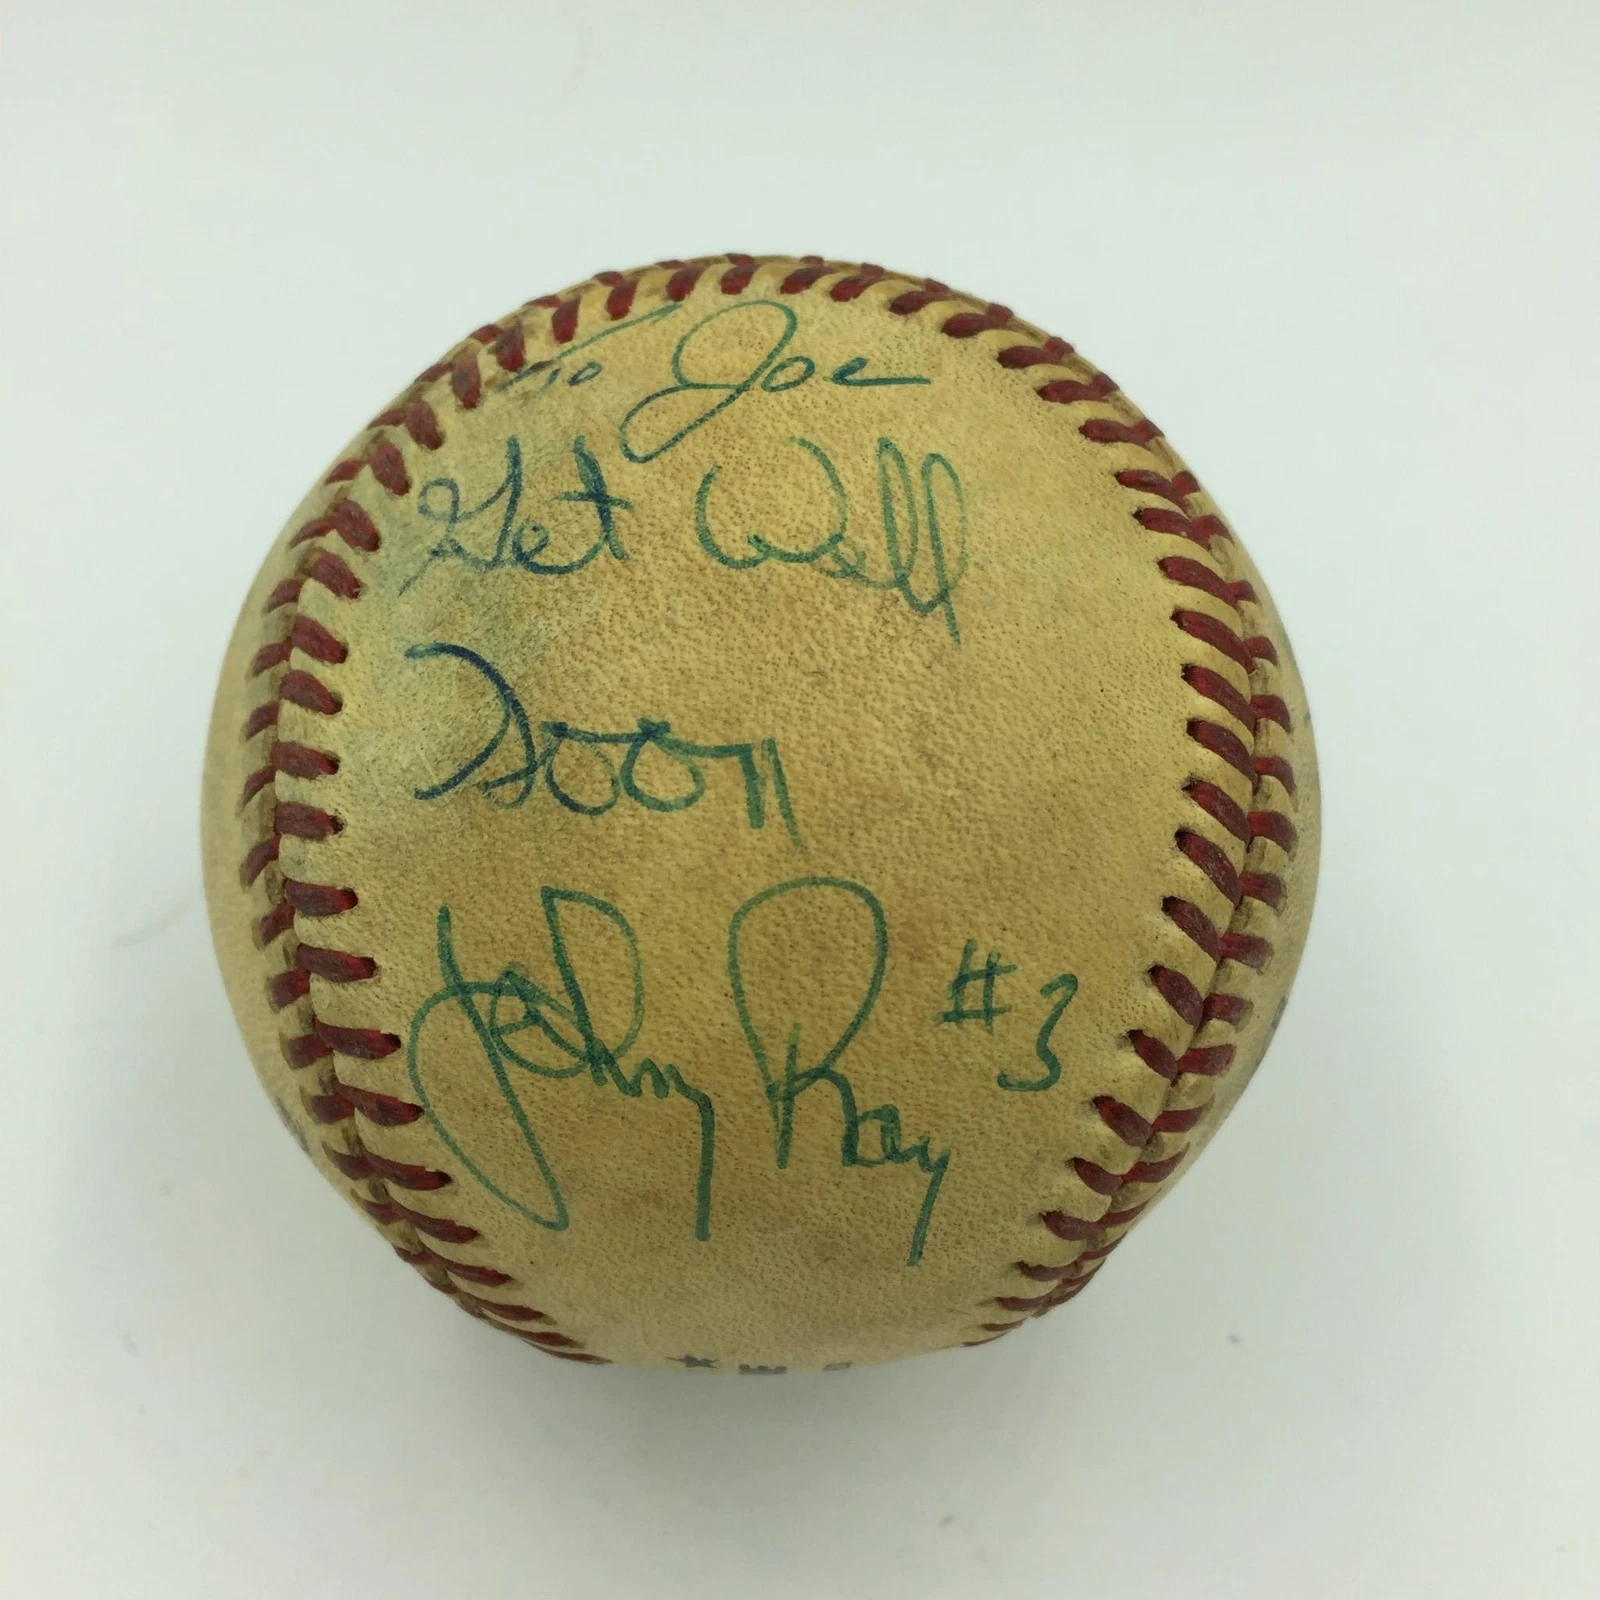 To Joe
Get Well
Soon
Johnny Ray #3